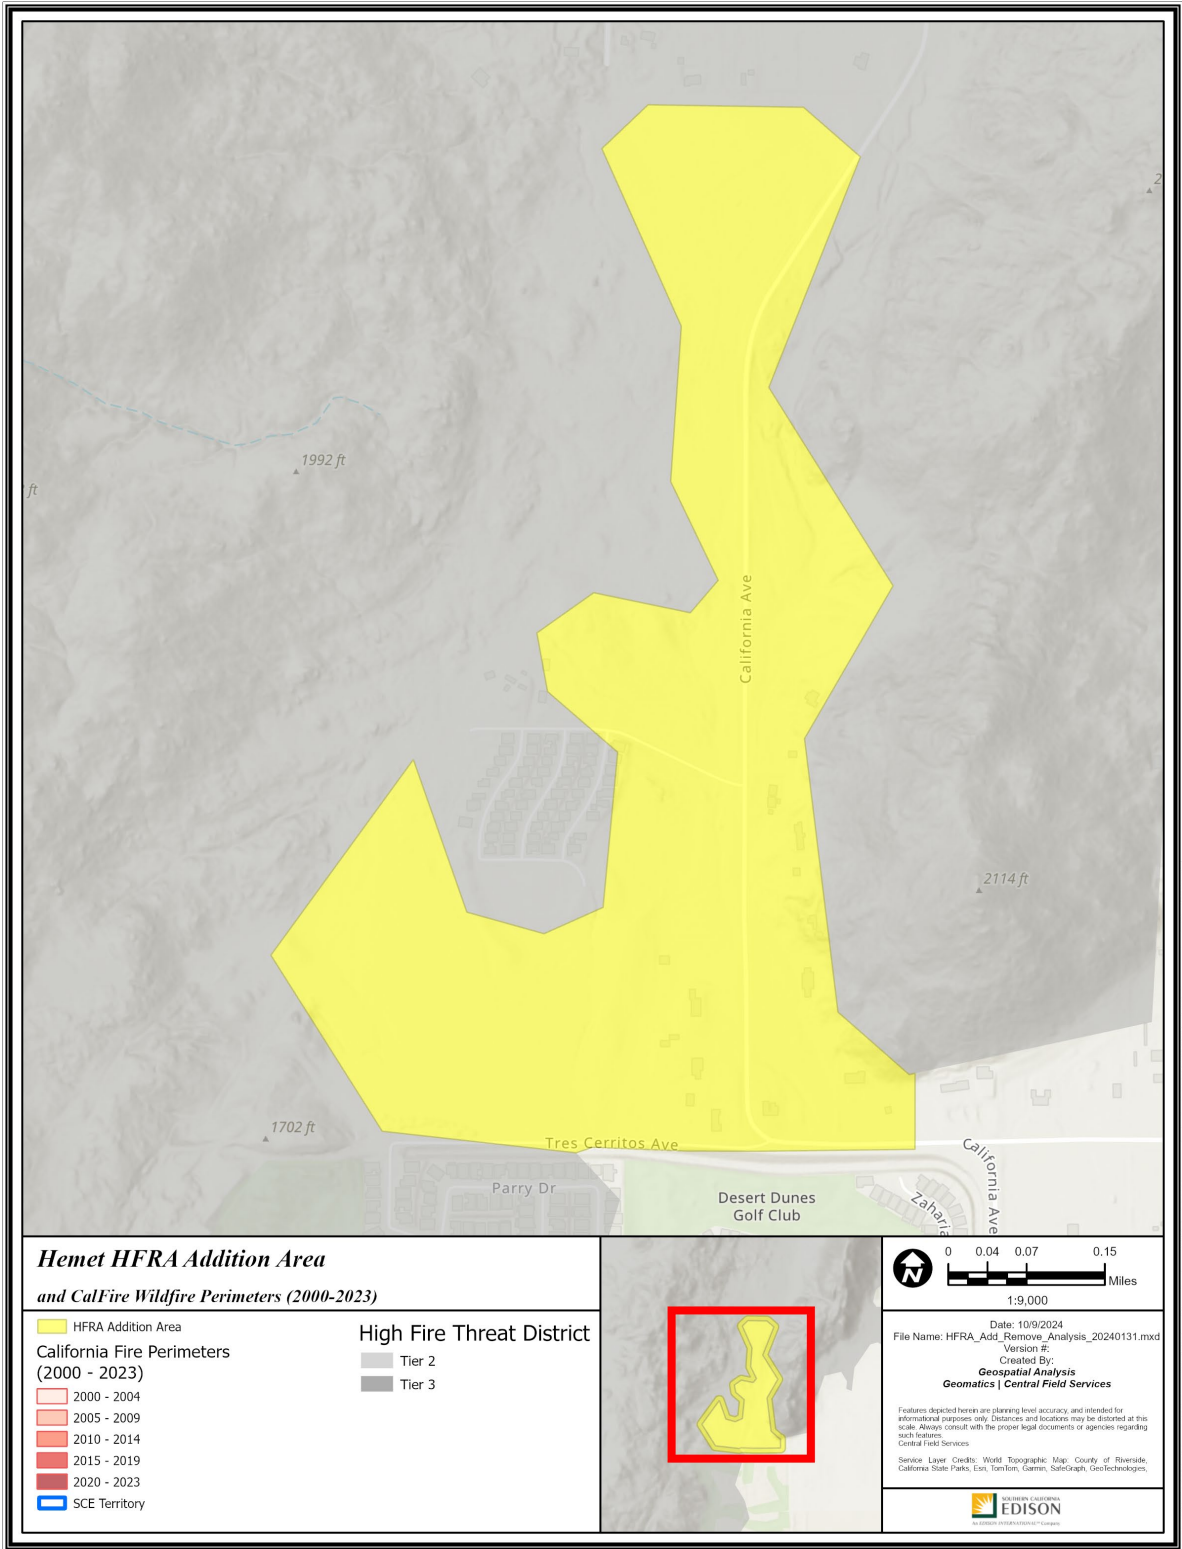 2
1992 ft
ft
California Ave
2114 ft
1702 ft
Tres Cerritos Ave
Parry Dr
Desert Dunes
Golf Club
California Ave
Zaharia
Hemet HFRA Addition Area
and CalFire Wildfire Perimeters (2000-2023)
HFRA Addition Area
California Fire Perimeters
(2000 - 2023)
2000 - 2004
2005 - 2009
2010 - 2014
2015 - 2019
2020 - 2023
SCE Territory
High Fire Threat District
Tier 2
Tier 3
N
0 0.04 0.07 0.15
Miles
1:9,000
Date: 10/9/2024
File Name: HFRA_Add_Remove_Analysis_20240131.mxd
Version #:
Created By:
Geospatial Analysis
Geomatics | Central Field Services
Features depicted herein are planning level accuracy, and intended for
informational purposes only. Distances and locations may be distorted at this
scale. Always consult with the proper legal documents or agencies regarding
such features.
Central Field Services
Service Layer Credits: World Topographic Map: County of Riverside,
California State Parks, Esri, TomTom, Garmin, SafeGraph, GeoTechnologies,
SOUTHERN CALIFORNIA
EDISON
An EDISON INTERNATIONAL™ Company